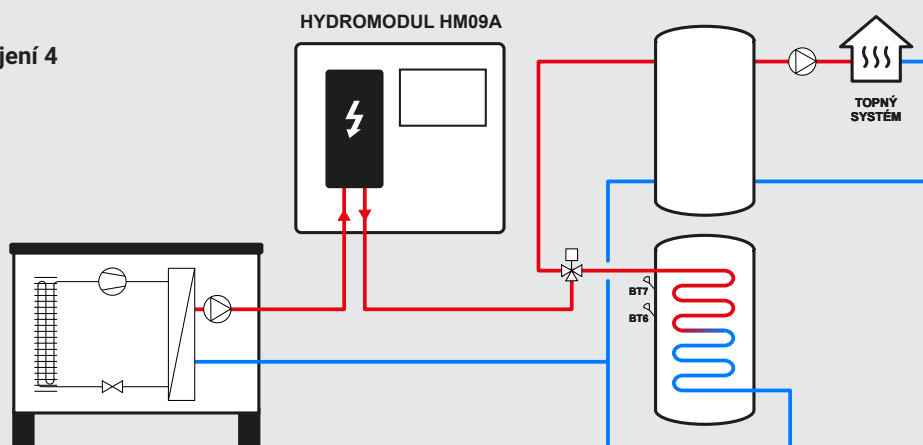 HYDROMODUL HM09A
jení 4
TOPNÝ
SYSTÉM
BT7
BT6